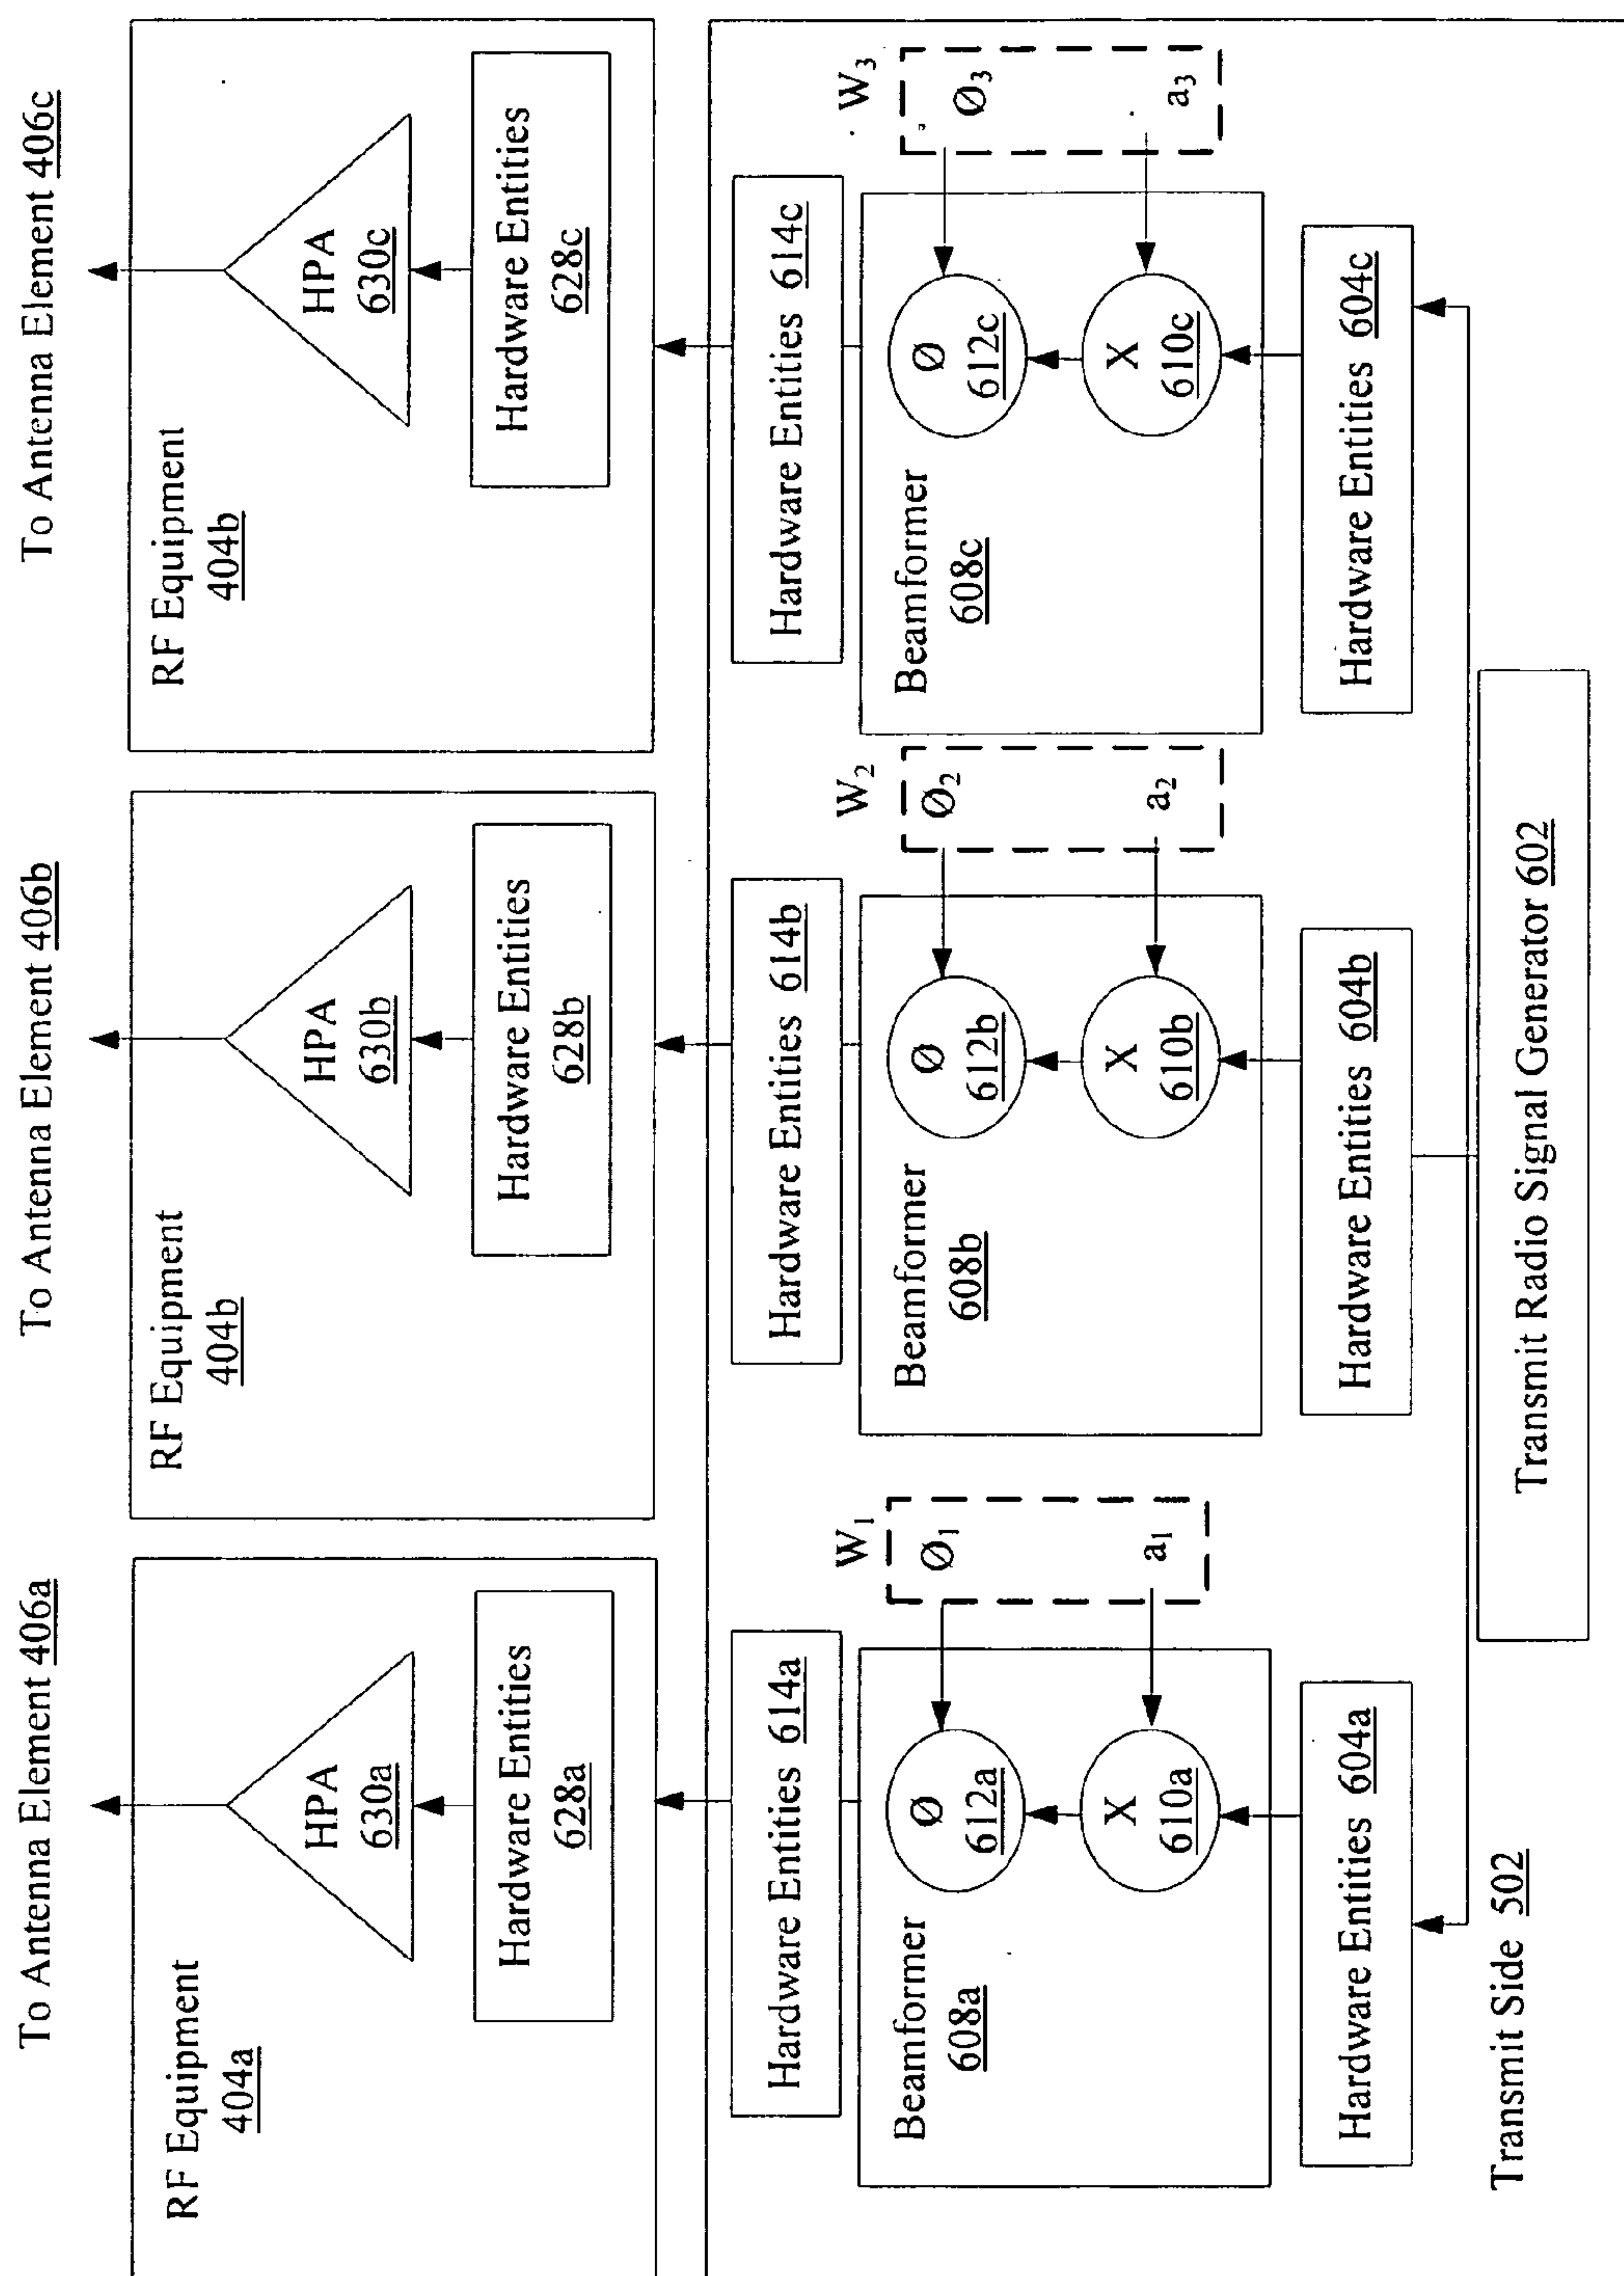 To Antenna Element 406a
To Antenna Element 406b
To Antenna Element 406c
RF Equipment
404a
HPA
630a
Hardware Entities
628a
RF Equipment
404b
HPA
630b
Hardware Entities
628b
RF Equipment
404b
HPA
630c
Hardware Entities
628c
Hardware Entities 614a
Hardware Entities 614b
Hardware Entities 614c
Beamformer
608a
Ø
612a
X
610a
W1
Ø1
a1
Beamformer
608b
Ø
612b
X
610b
W2
Ø2
a2
Beamformer
608c
Ø
612c
X
610c
W3
Ø3
a3
Hardware Entities 604a
Hardware Entities 604b
Hardware Entities 604c
Transmit Side 502
Transmit Radio Signal Generator 602